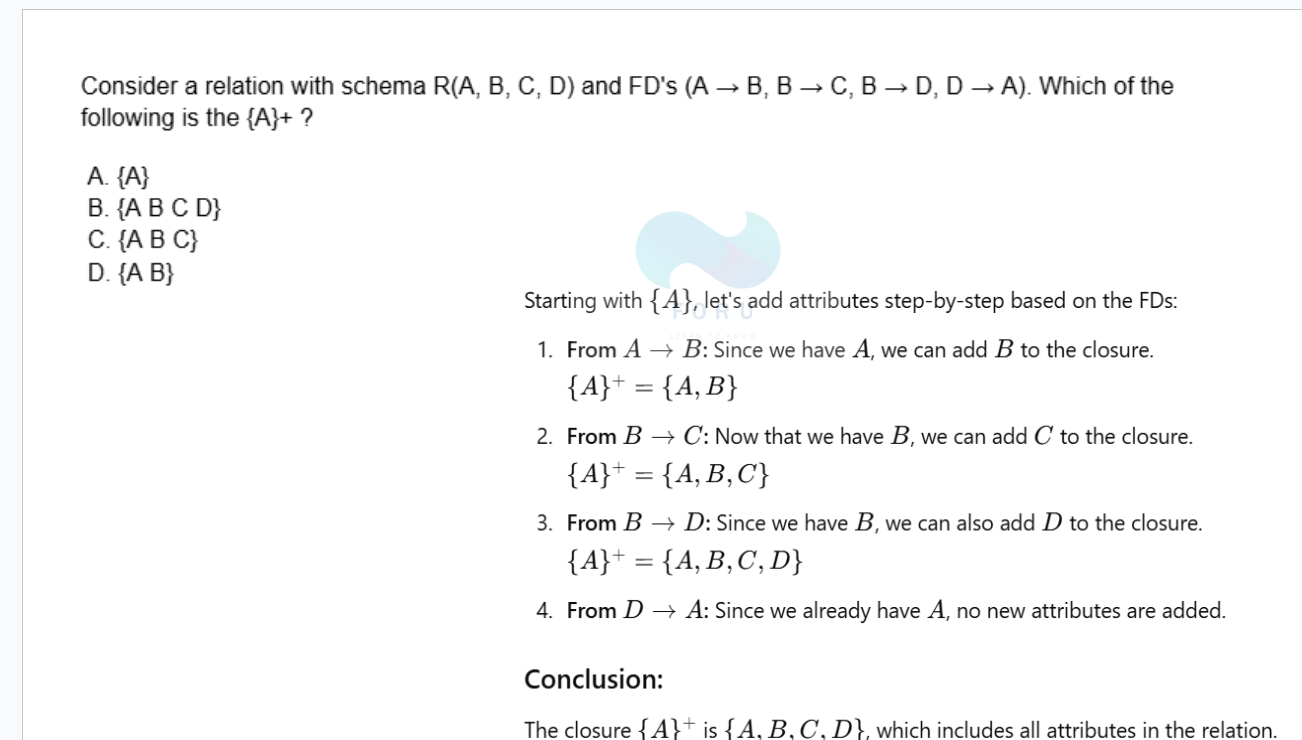 Consider a relation with schema R(A, B, C, D) and FD's (A → B, B → C, B → D, D → A). Which of the
following is the {A}+ ?
A. {A}
B. {A B C D}
C. {A B C}
D. {A B}
FORU
Starting with {A}, let's add attributes step-by-step based on the FDs:
1. From A → B: Since we have A, we can add B to the closure.
{A}⁺ = {A, B}
2. From B → C: Now that we have B, we can add C to the closure.
{A}⁺ = {A, B, C}
3. From B → D: Since we have B, we can also add D to the closure.
{A}⁺ = {A, B, C, D}
4. From D → A: Since we already have A, no new attributes are added.
Conclusion:
The closure {A}⁺ is {A, B, C, D}, which includes all attributes in the relation.